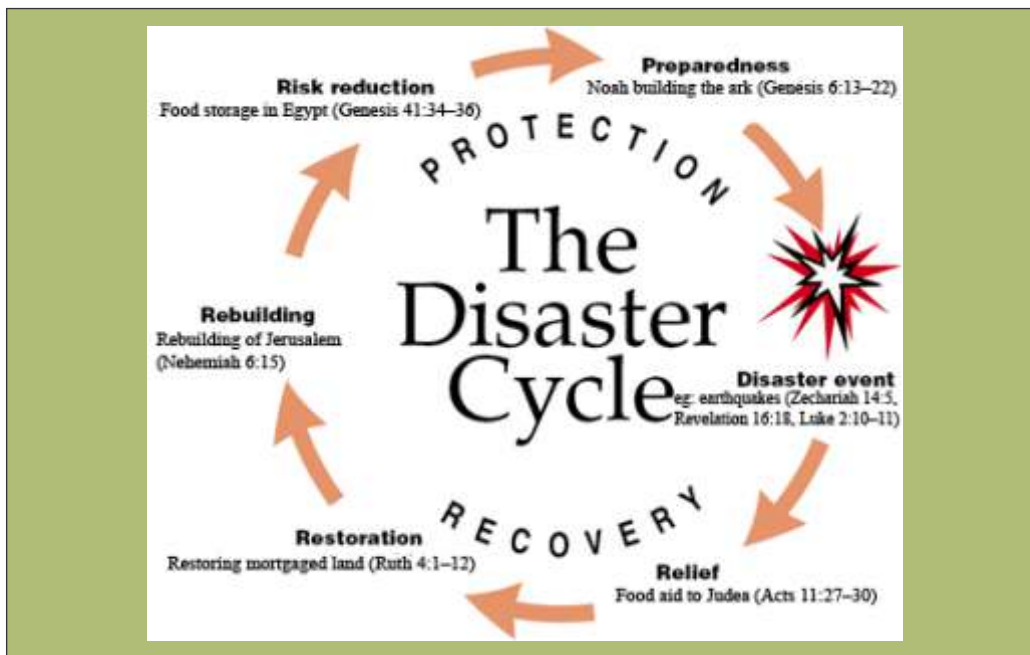 Preparedness
Noah building the ark (Genesis 6:13–22)
Risk reduction
Food storage in Egypt (Genesis 41:34–36)
PROTECTION
The
Disaster
Cycle
Rebuilding
Rebuilding of Jerusalem
(Nehemiah 6:15)
Disaster event
eg: earthquakes (Zechariah 14:5,
Revelation 16:18, Luke 2:10–11)
RECOVERY
Restoration
Restoring mortgaged land (Ruth 4:1–12)
Relief
Food aid to Judea (Acts 11:27–30)